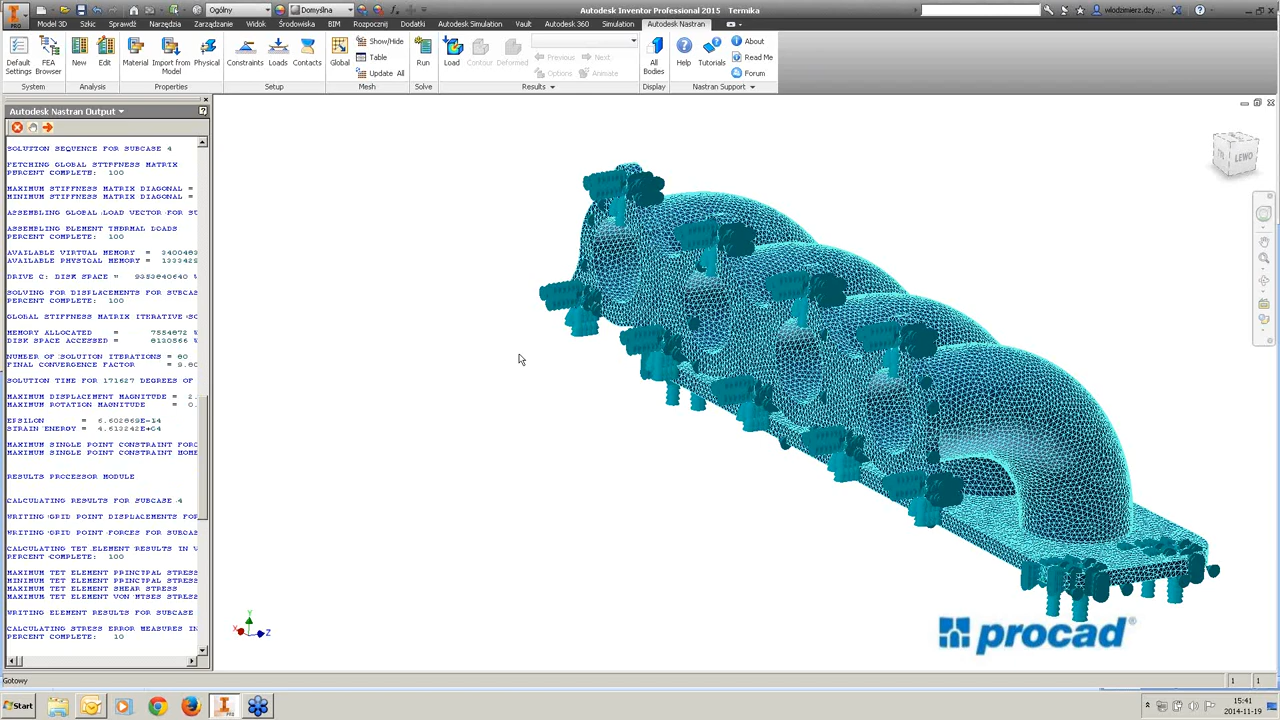 Ogólny
Domyślna
Autodesk Inventor Professional 2015 Termika
włodzimierz.dzy...
PRO
Model 3D Szkic Sprawdź Narzędzia Zarządzanie Widok Środowiska BIM Rozpocznij Dodatki Autodesk Simulation Vault Autodesk 360 Simulation Autodesk Nastran
Default Settings
FEA Browser
New
Edit
Material
Import from Model
Physical
Constraints
Loads
Contacts
Global
Show/Hide
Table
Update All
Run
Load
Contour
Deformed
Previous Next
Options Animate
All Bodies
Help
Tutorials
About
Read Me
Forum
System Analysis Properties Setup Mesh Solve Results Display Nastran Support
Autodesk Nastran Output
SOLUTION SEQUENCE FOR SUBCASE 4
FETCHING GLOBAL STIFFNESS MATRIX
PERCENT COMPLETE: 100
MAXIMUM STIFFNESS MATRIX DIAGONAL =
MINIMUM STIFFNESS MATRIX DIAGONAL =
ASSEMBLING GLOBAL LOAD VECTOR FOR SU
ASSEMBLING ELEMENT THERMAL LOADS
PERCENT COMPLETE: 100
AVAILABLE VIRTUAL MEMORY =
AVAILABLE PHYSICAL MEMORY =
DRIVE C: DISK SPACE =
SOLVING FOR DISPLACEMENTS FOR SUBCAS
PERCENT COMPLETE: 100
GLOBAL STIFFNESS MATRIX ITERATIVE SO
MEMORY ALLOCATED =
DISK SPACE ACCESSED =
NUMBER OF SOLUTION ITERATIONS =
FINAL CONVERGENCE FACTOR =
SOLUTION TIME FOR 171627 DEGREES OF
MAXIMUM DISPLACEMENT MAGNITUDE = 2.
MAXIMUM ROTATION MAGNITUDE = 0.
EPSILON =
STRAIN ENERGY =
MAXIMUM SINGLE POINT CONSTRAINT FORC
MAXIMUM SINGLE POINT CONSTRAINT MOME
RESULTS PROCESSOR MODULE
CALCULATING RESULTS FOR SUBCASE 4
WRITING GRID POINT DISPLACEMENTS FOR
WRITING GRID POINT FORCES FOR SUBCAS
CALCULATING TET ELEMENT RESULTS IN
PERCENT COMPLETE: 100
MAXIMUM TET ELEMENT PRINCIPAL STRESS
MINIMUM TET ELEMENT PRINCIPAL STRESS
MAXIMUM TET ELEMENT SHEAR STRESS
MAXIMUM TET ELEMENT VON MISES STRESS
WRITING ELEMENT RESULTS FOR SUBCASE
CALCULATING STRESS ERROR MEASURES IN
PERCENT COMPLETE: 10
LEWO
Y
X
Z
procad®
Gotowy
1 1
Start
15:41
2014-11-19